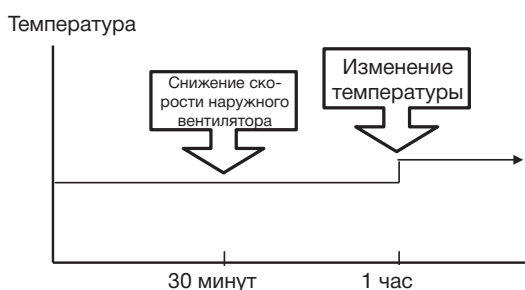 Температура
Снижение ско-
рости наружного
вентилятора
Изменение
температуры
30 минут
1 час